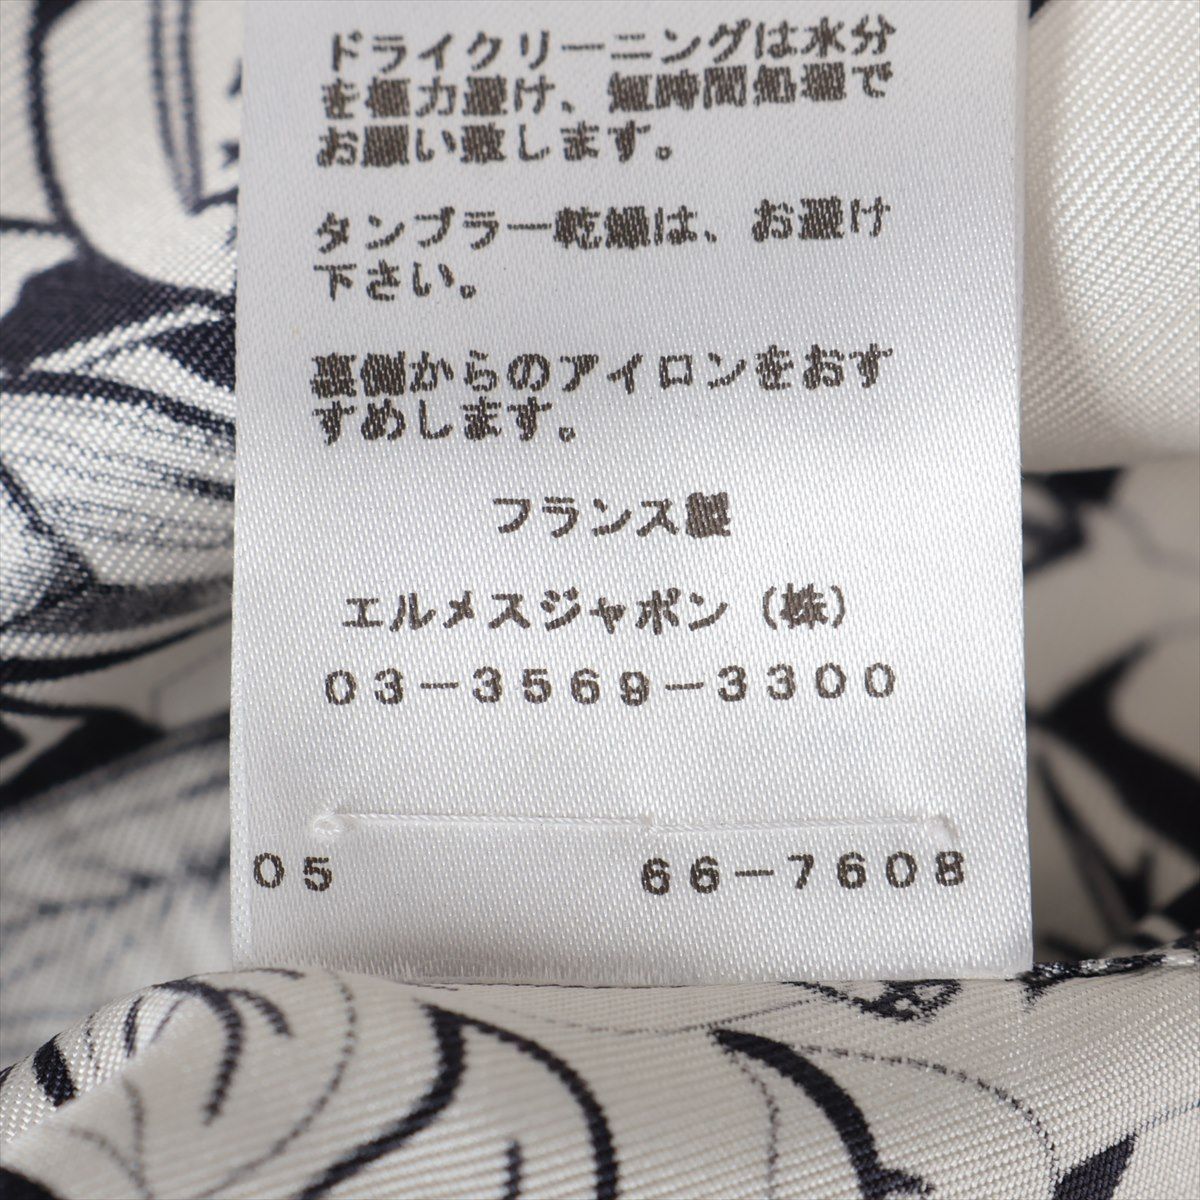 ドライクリーニングは水分
を極力避け、短時間処理で
お願い致します。
タンブラー乾燥は、お避け
下さい。
裏側からのアイロンをおす
すめします。
フランス製
エルメスジャポン（株）
03-3569-3300
05 66-7608